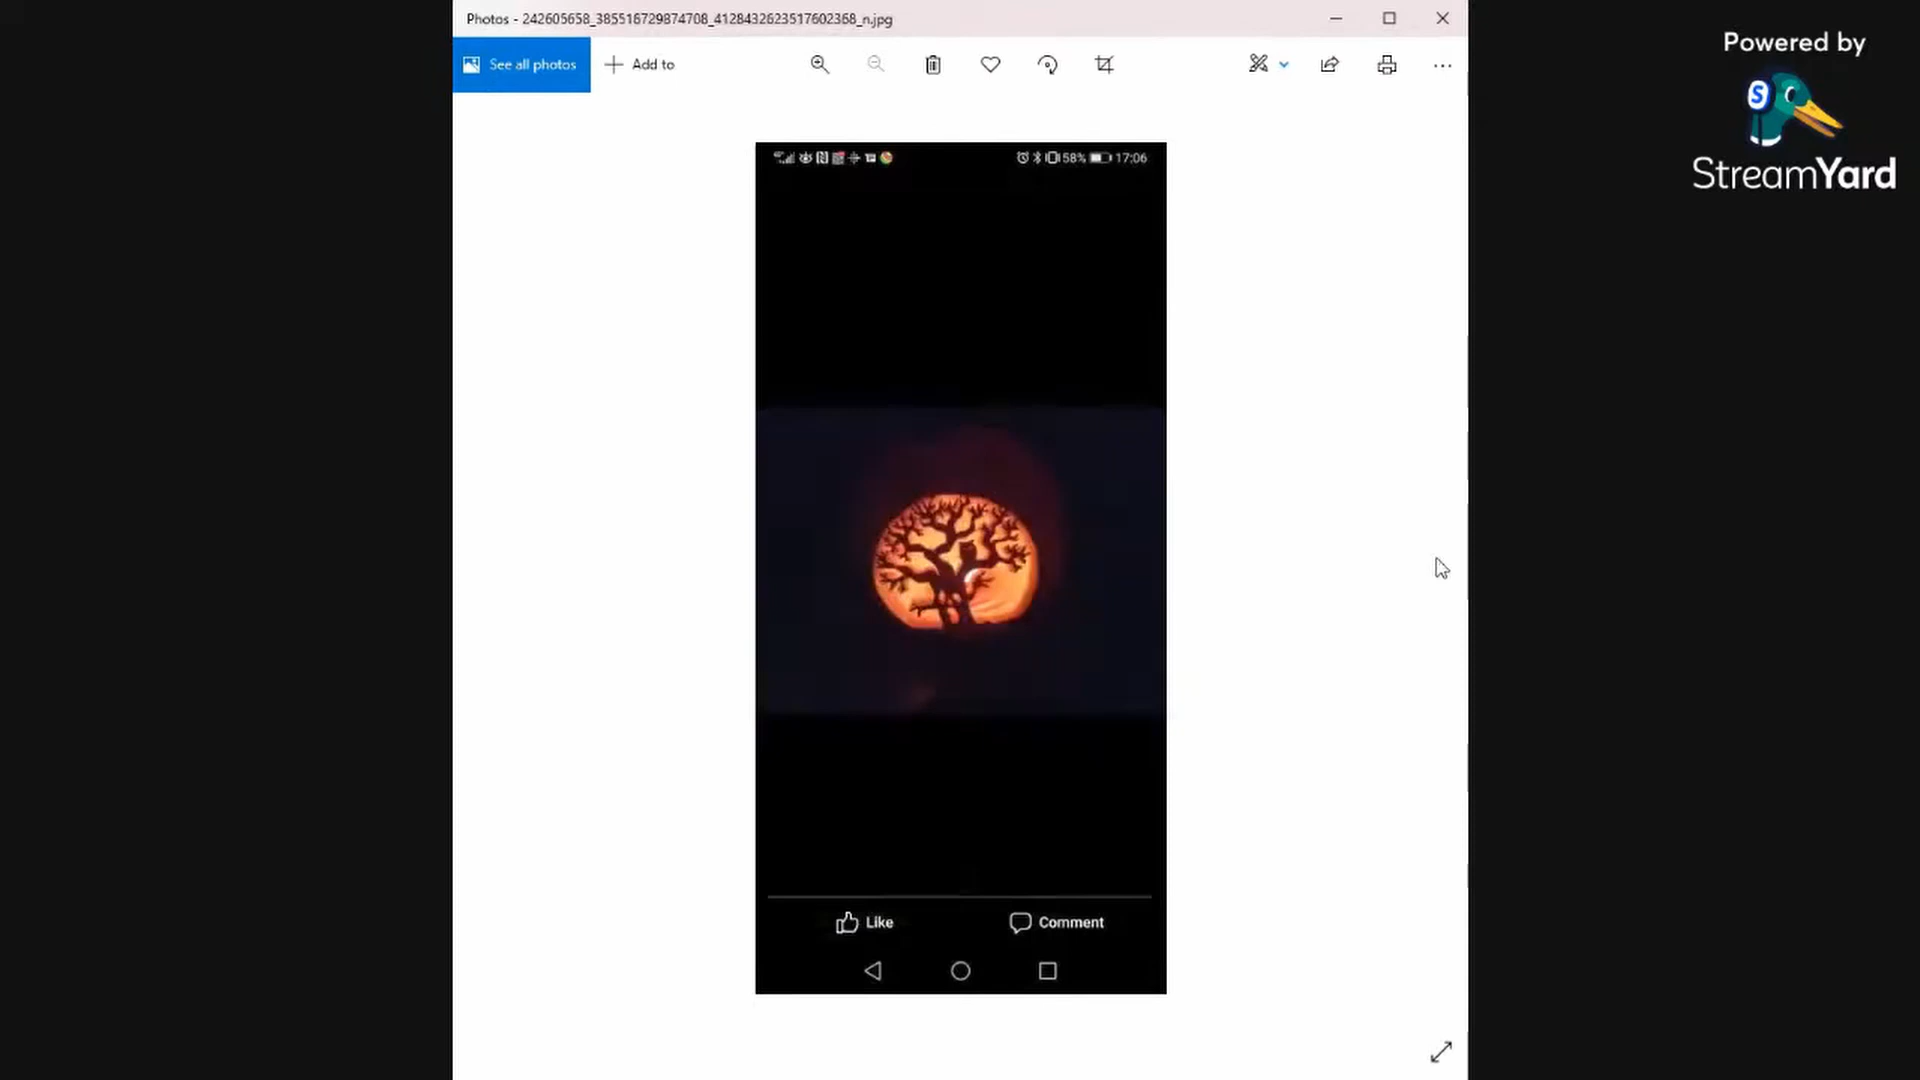 Photos - 242605658_385516729874708_4128432623517602368_n.jpg
See all photos
Add to
Powered by
S
StreamYard
58% 17:06
Like
Comment